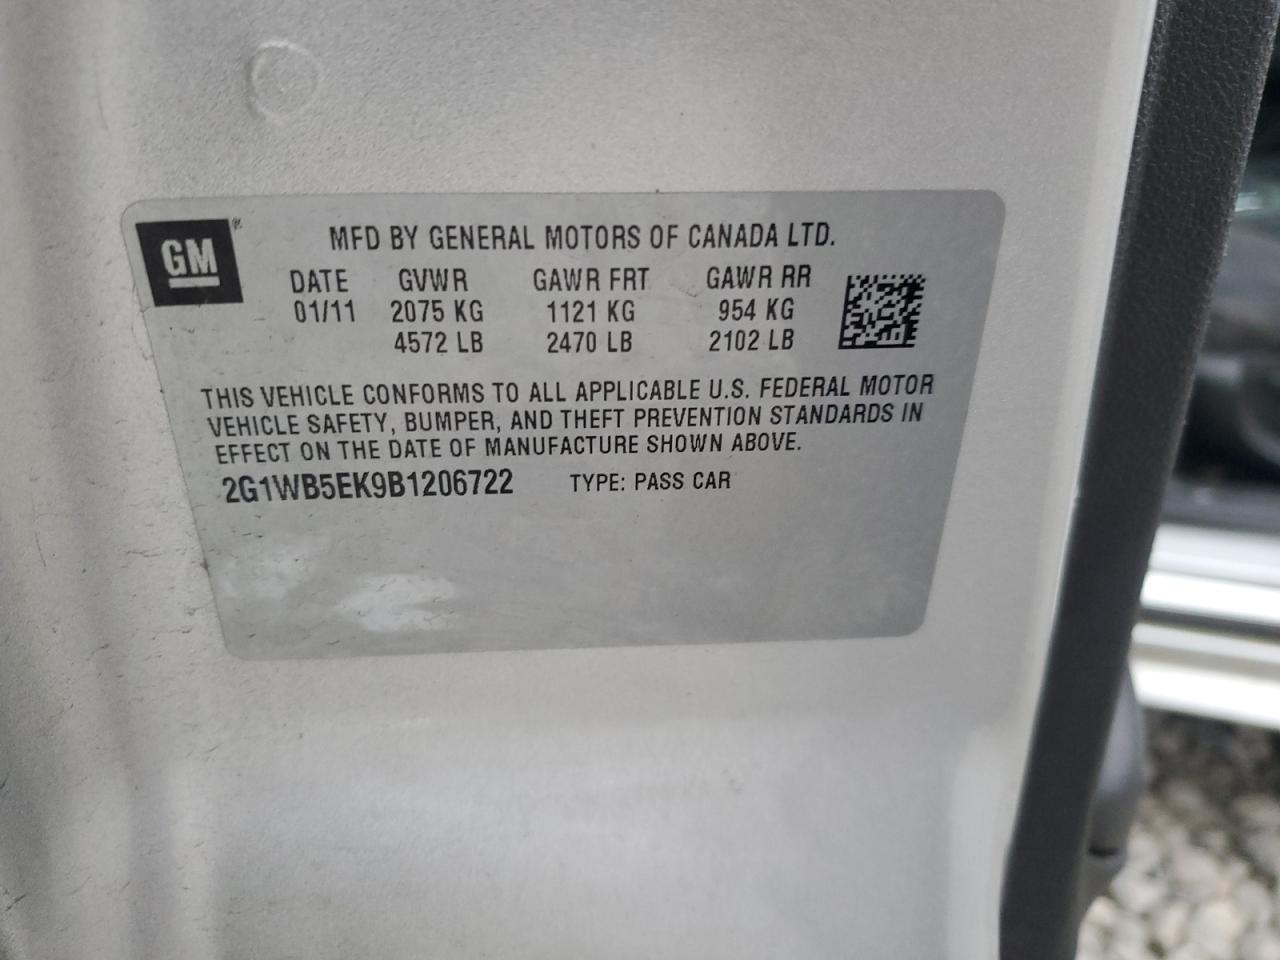 GM®
MFD BY GENERAL MOTORS OF CANADA LTD.
DATE GVWR GAWR FRT GAWR RR
01/11 2075 KG 1121 KG 954 KG
4572 LB 2470 LB 2102 LB
THIS VEHICLE CONFORMS TO ALL APPLICABLE U.S. FEDERAL MOTOR
VEHICLE SAFETY, BUMPER, AND THEFT PREVENTION STANDARDS IN
EFFECT ON THE DATE OF MANUFACTURE SHOWN ABOVE.
2G1WB5EK9B1206722 TYPE: PASS CAR